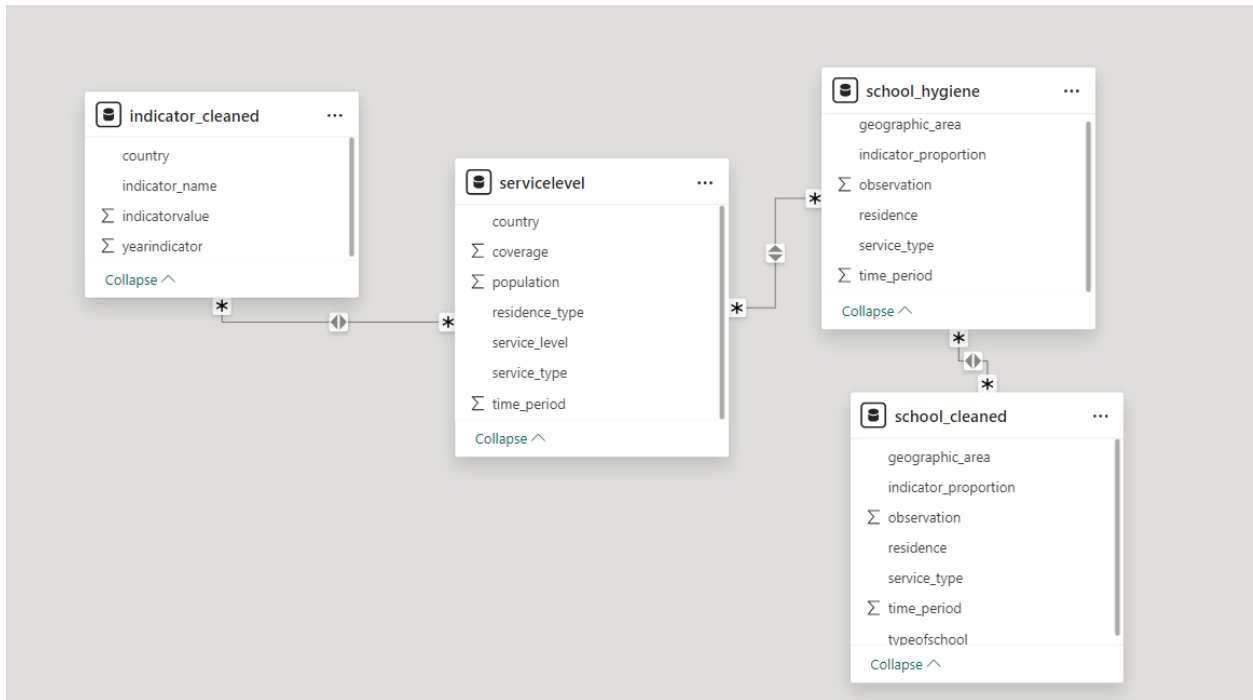 indicator_cleaned
country
indicator_name
Σ indicatorvalue
Σ yearindicator
Collapse
servicelevel
country
Σ coverage
Σ population
residence_type
service_level
service_type
Σ time_period
Collapse
school_hygiene
geographic_area
indicator_proportion
Σ observation
residence
service_type
Σ time_period
Collapse
school_cleaned
geographic_area
indicator_proportion
Σ observation
residence
service_type
Σ time_period
typeofschool
Collapse